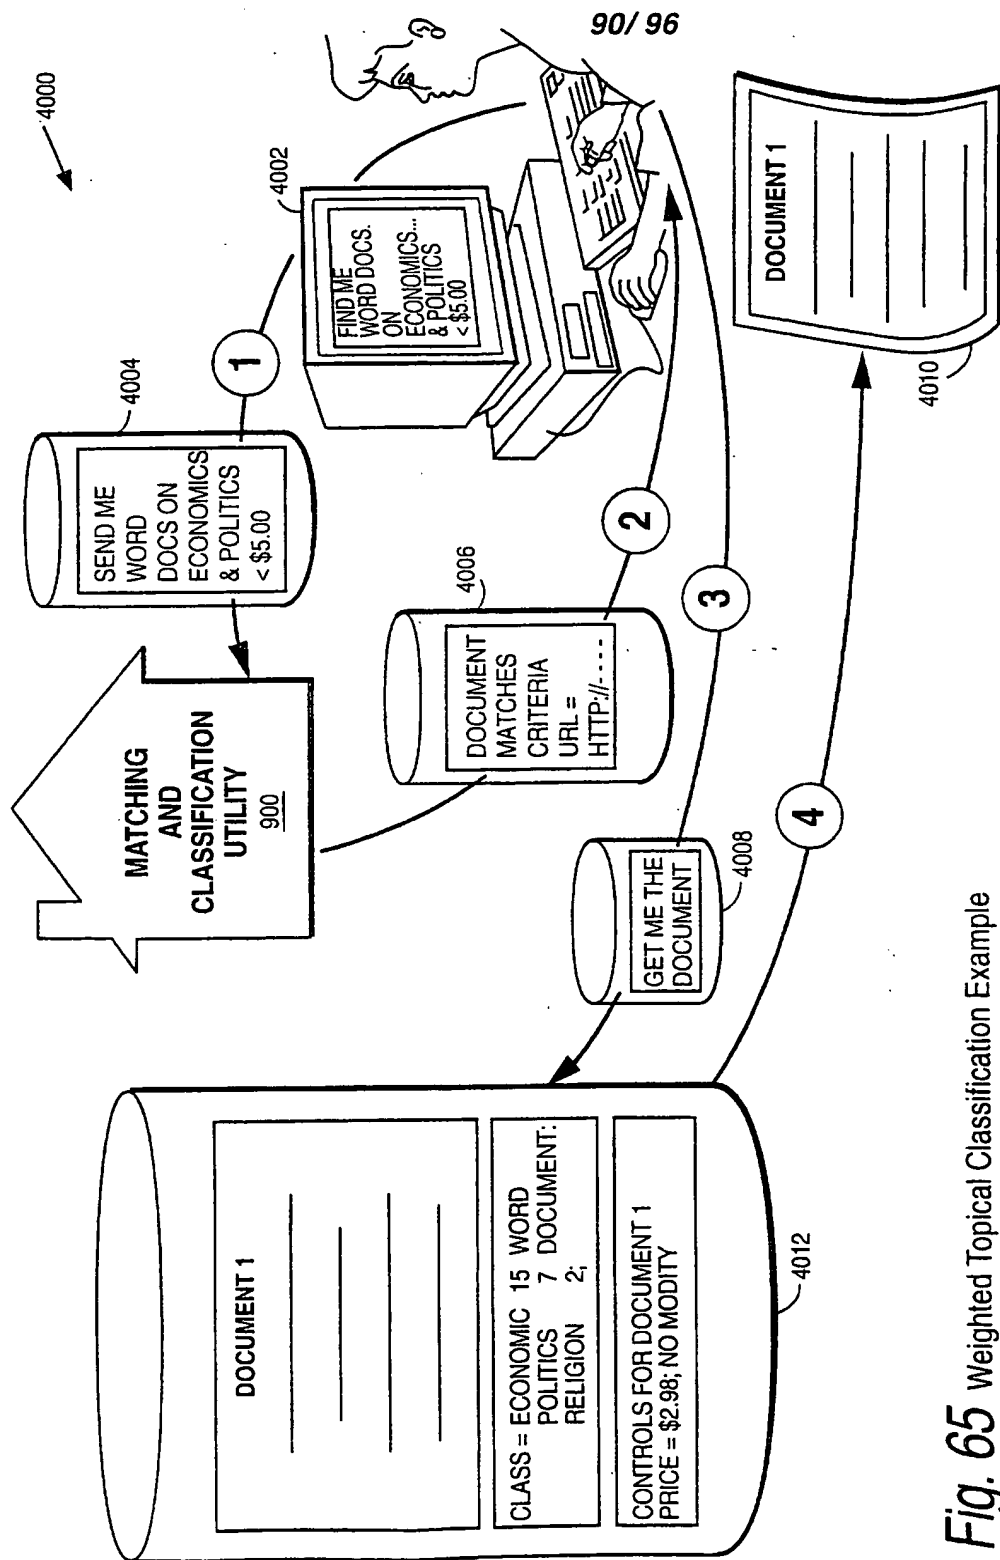 90/ 96
4000
4002
FIND ME
WORD DOCS.
ON
ECONOMICS...
& POLITICS
< $5.00
1
4004
SEND ME
WORD
DOCS ON
ECONOMICS
& POLITICS
< $5.00
MATCHING
AND
CLASSIFICATION
UTILITY
900
4006
DOCUMENT
MATCHES
CRITERIA
URL =
HTTP://- - - -
2
3
4008
GET ME THE
DOCUMENT
4
DOCUMENT 1
4010
DOCUMENT 1
CLASS = ECONOMIC 15 WORD
POLITICS 7 DOCUMENT:
RELIGION 2;
CONTROLS FOR DOCUMENT 1
PRICE = $2.98; NO MODITY
4012
Fig. 65 Weighted Topical Classification Example